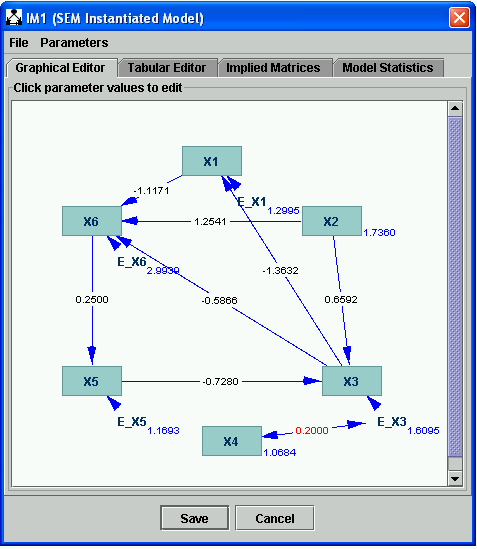 IM1 (SEM Instantiated Model)
File Parameters
Graphical Editor Tabular Editor Implied Matrices Model Statistics
Click parameter values to edit
X1
-1.1171
E_X1
1.2995
X6
1.2541
X2
1.7360
E_X6
2.9939
-1.3632
0.2500
-0.5866
0.6592
X5
-0.7280
X3
E_X5
1.1693
X4
1.0684
0.2000
E_X3
1.6095
Save Cancel